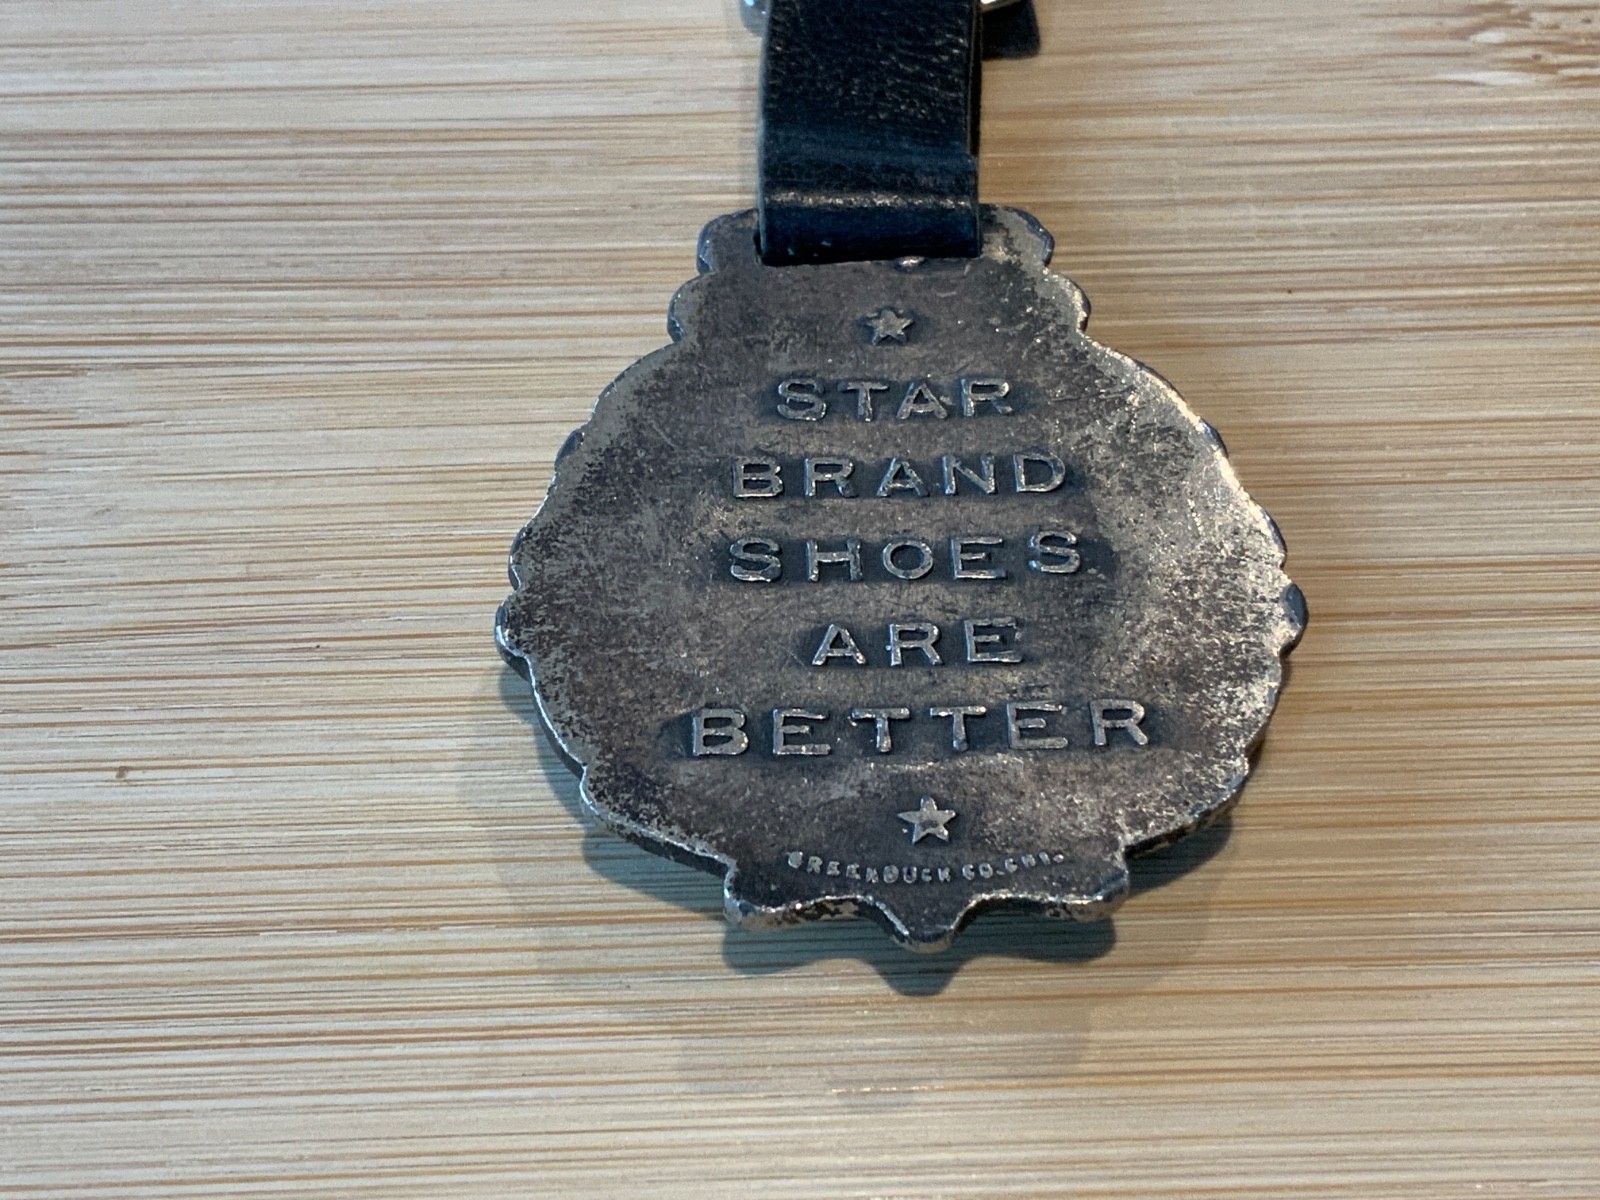 STAR
BRAND
SHOES
ARE
BETTER
GREENDUCK CO. CHI.